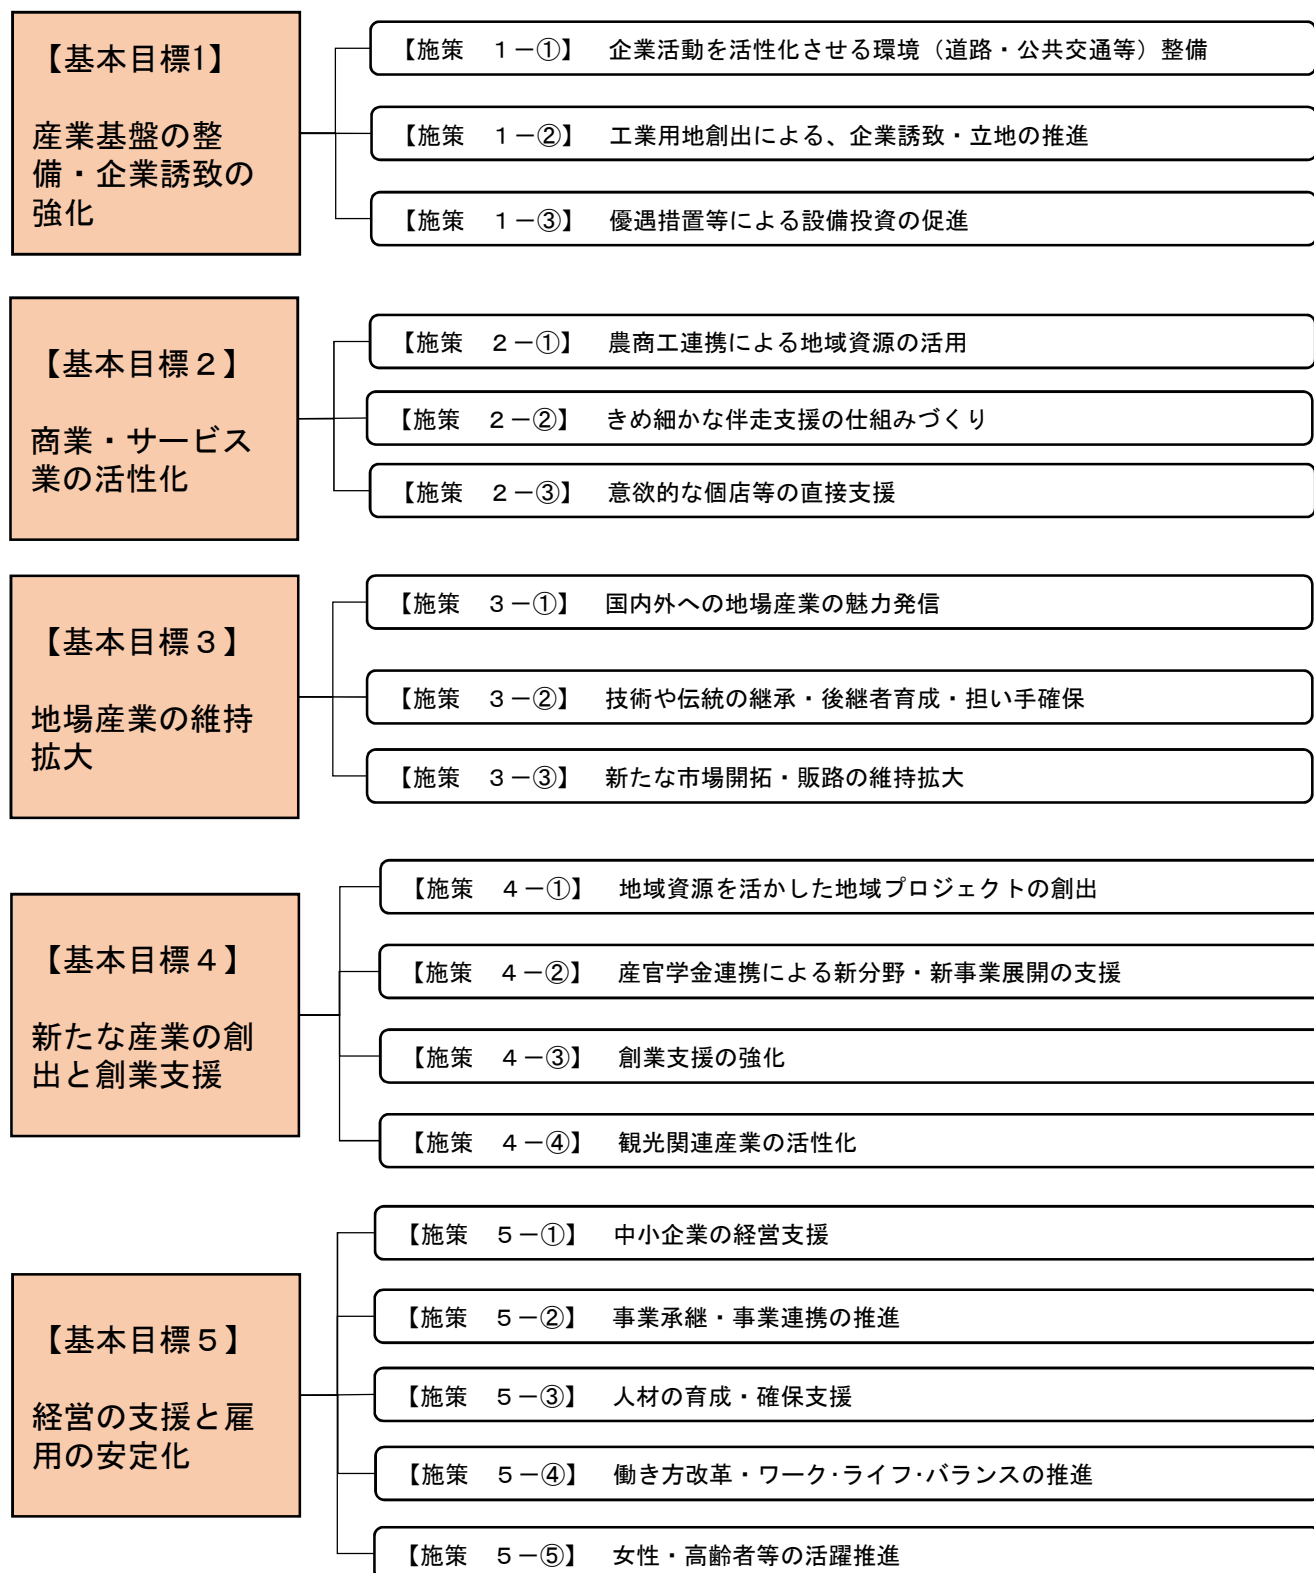 【基本目標1】
産業基盤の整
備・企業誘致の
強化
【施策　１－①】　企業活動を活性化させる環境（道路・公共交通等）整備
【施策　１－②】　工業用地創出による、企業誘致・立地の推進
【施策　１－③】　優遇措置等による設備投資の促進
【基本目標２】
商業・サービス
業の活性化
【施策　２－①】　農商工連携による地域資源の活用
【施策　２－②】　きめ細かな伴走支援の仕組みづくり
【施策　２－③】　意欲的な個店等の直接支援
【基本目標３】
地場産業の維持
拡大
【施策　３－①】　国内外への地場産業の魅力発信
【施策　３－②】　技術や伝統の継承・後継者育成・担い手確保
【施策　３－③】　新たな市場開拓・販路の維持拡大
【基本目標４】
新たな産業の創
出と創業支援
【施策　４－①】　地域資源を活かした地域プロジェクトの創出
【施策　４－②】　産官学金連携による新分野・新事業展開の支援
【施策　４－③】　創業支援の強化
【施策　４－④】　観光関連産業の活性化
【基本目標５】
経営の支援と雇
用の安定化
【施策　５－①】　中小企業の経営支援
【施策　５－②】　事業承継・事業連携の推進
【施策　５－③】　人材の育成・確保支援
【施策　５－④】　働き方改革・ワーク･ライフ･バランスの推進
【施策　５－⑤】　女性・高齢者等の活躍推進